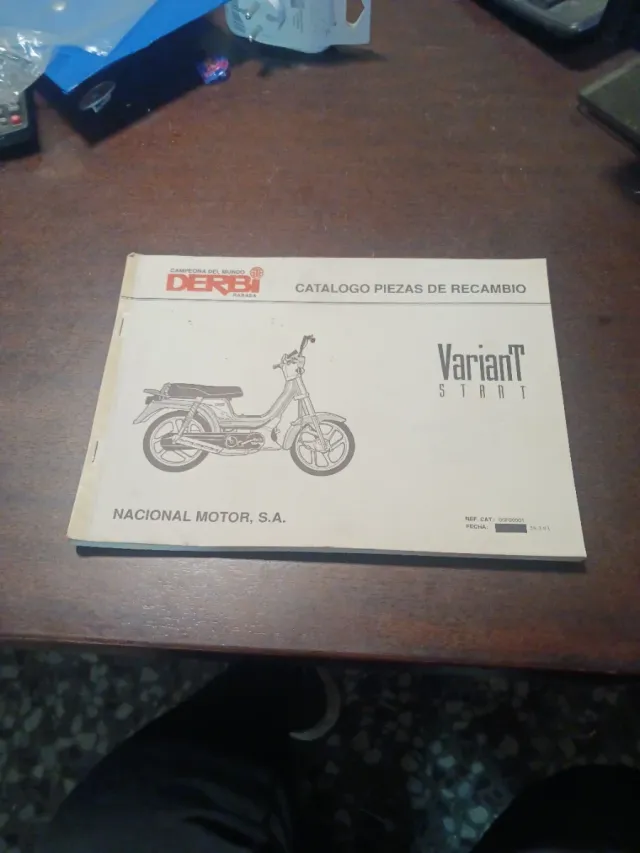 CAMPEONA DEL MUNDO
DERBI
CATALOGO PIEZAS DE RECAMBIO
VarianT
START
NACIONAL MOTOR, S.A.
REF. CAT.:
FECHA: